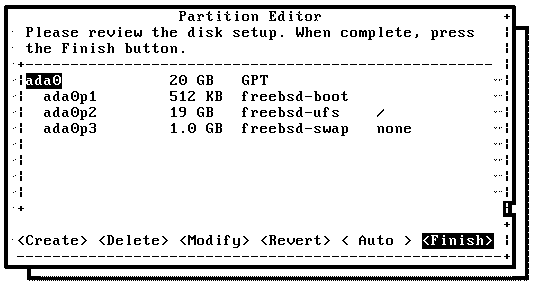 Partition Editor
Please review the disk setup. When complete, press
the Finish button.
ada0 20 GB GPT
ada0p1 512 KB freebsd-boot
ada0p2 19 GB freebsd-ufs /
ada0p3 1.0 GB freebsd-swap none
<Create> <Delete> <Modify> <Revert> < Auto > <Finish>